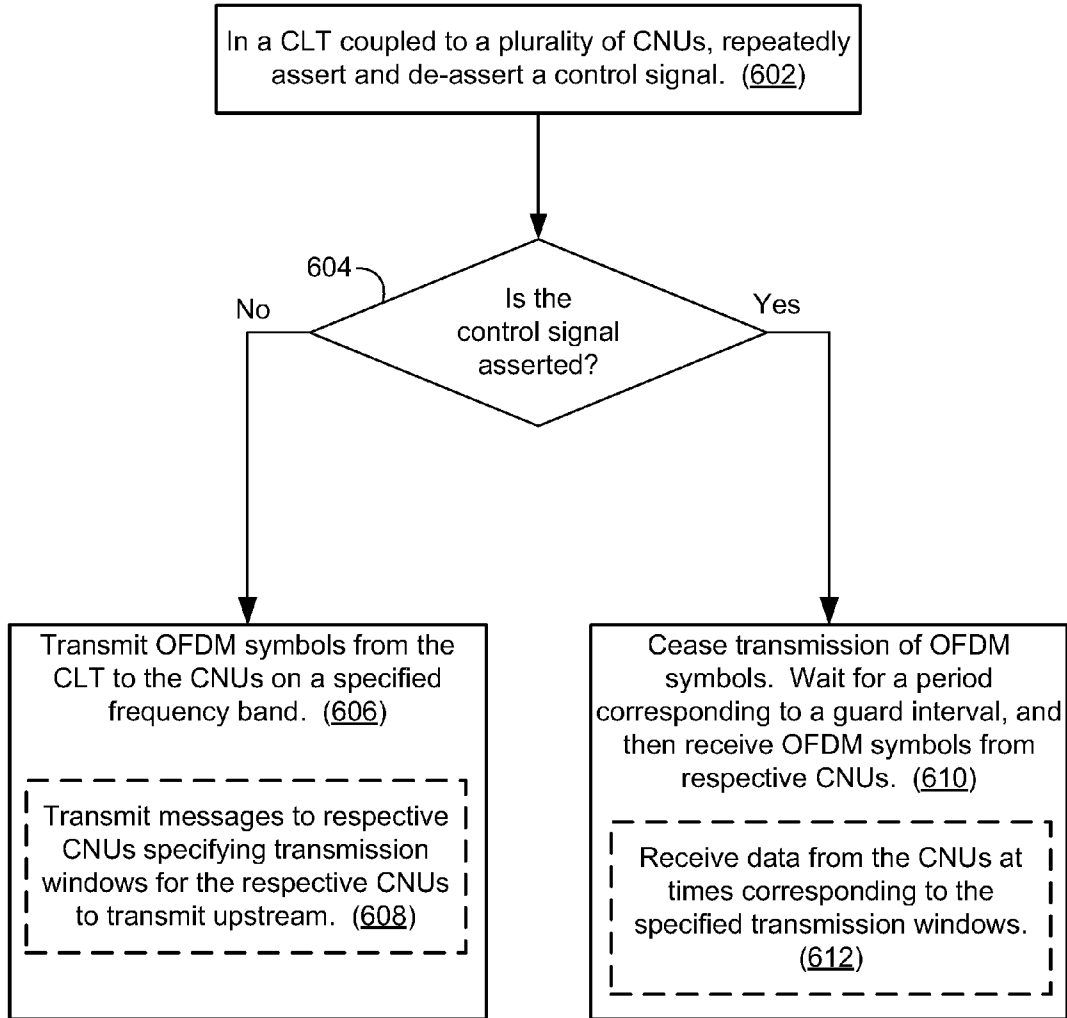 In a CLT coupled to a plurality of CNUs, repeatedly
assert and de-assert a control signal. (602)
604
No
Is the
control signal
asserted?
Yes
Transmit OFDM symbols from the
CLT to the CNUs on a specified
frequency band. (606)
Transmit messages to respective
CNUs specifying transmission
windows for the respective CNUs
to transmit upstream. (608)
Cease transmission of OFDM
symbols. Wait for a period
corresponding to a guard interval, and
then receive OFDM symbols from
respective CNUs. (610)
Receive data from the CNUs at
times corresponding to the
specified transmission windows.
(612)